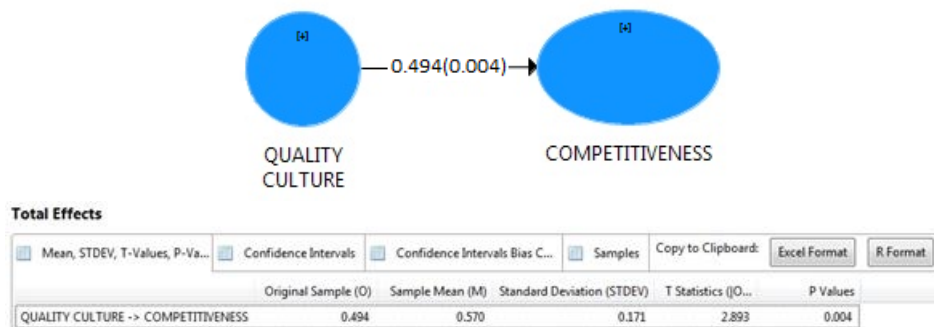 [+] [+]
0.494(0.004)
QUALITY
CULTURE
COMPETITIVENESS
Total Effects
Mean, STDEV, T-Values, P-Va... Confidence Intervals Confidence Intervals Bias C... Samples Copy to Clipboard: Excel Format R Format
Original Sample (O) Sample Mean (M) Standard Deviation (STDEV) T Statistics (|O... P Values
QUALITY CULTURE -> COMPETITIVENESS 0.494 0.570 0.171 2.893 0.004